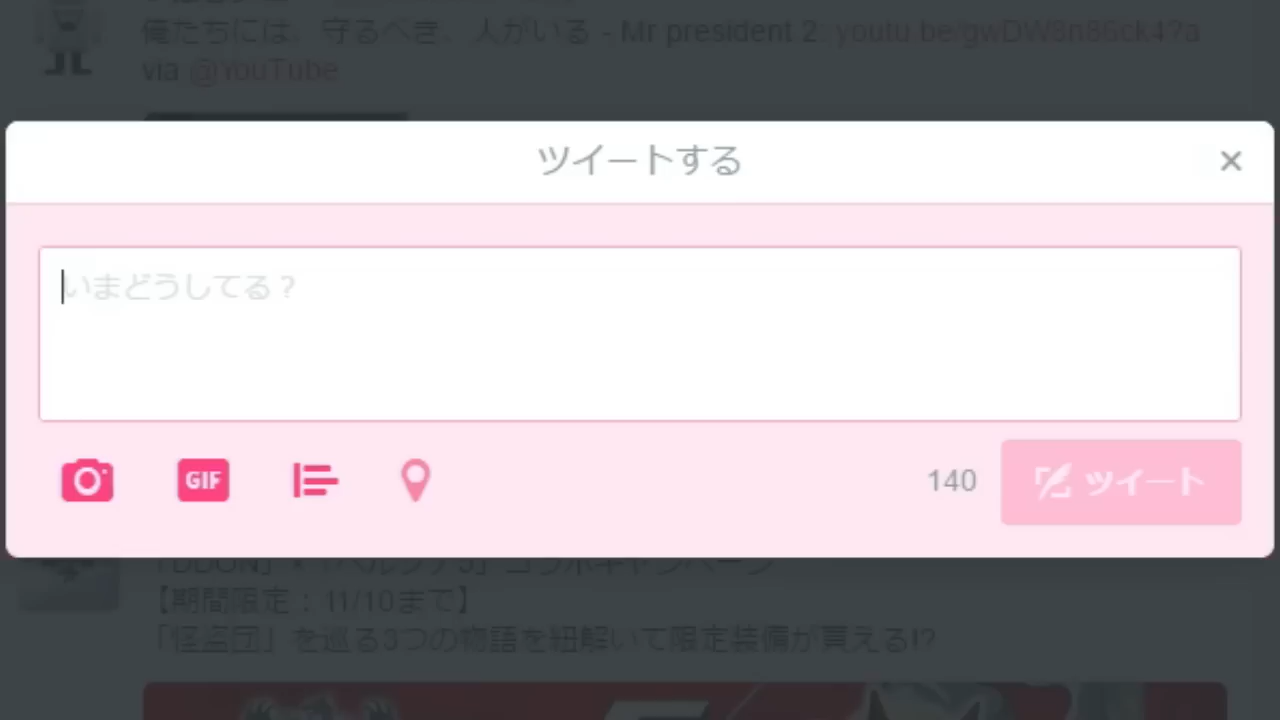 俺たちには、守るべき、人がいる - Mr president 2: youtu.be/gwDW8n86ck4?a
via @YouTube
ツイートする
×
いまどうしてる？
GIF
140
ツイート
【期間限定：11/10まで】
「怪盗団」を巡る3つの物語を紐解いて限定装備が貰える!?